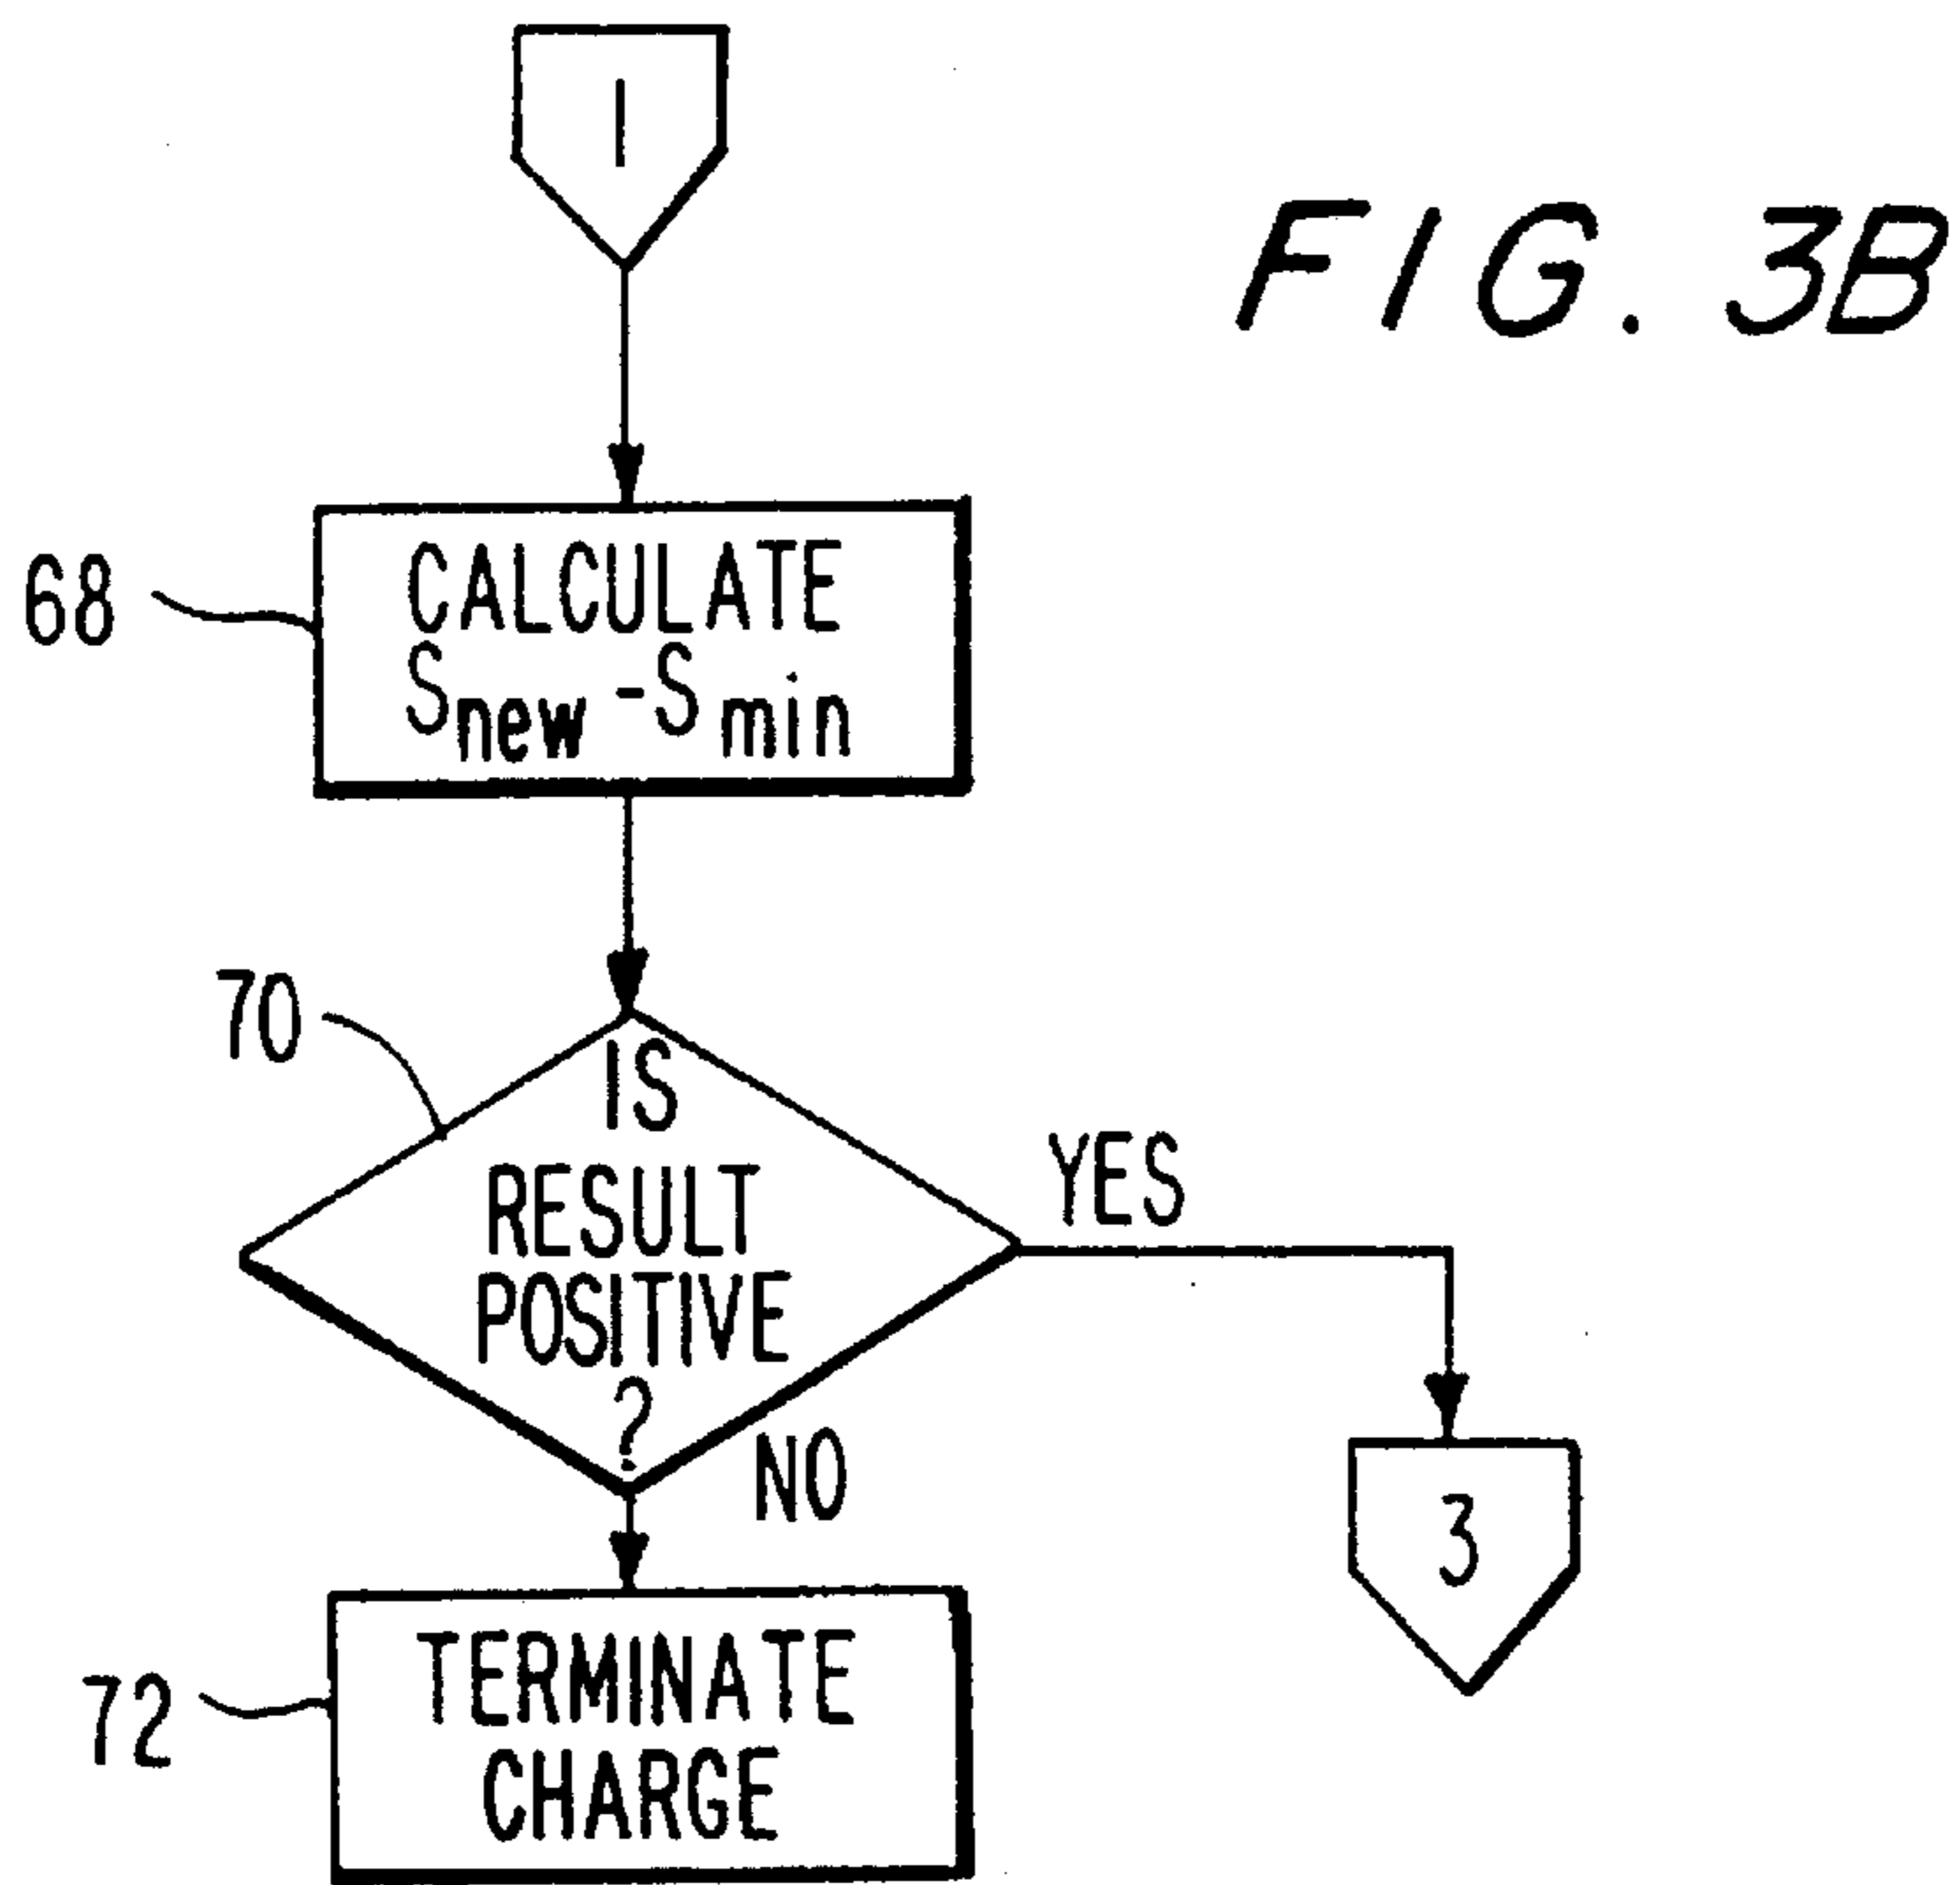 1
FIG. 3B
68
CALCULATE
Snew -Smin
70
IS
RESULT
POSITIVE
?
YES
NO
3
72
TERMINATE
CHARGE